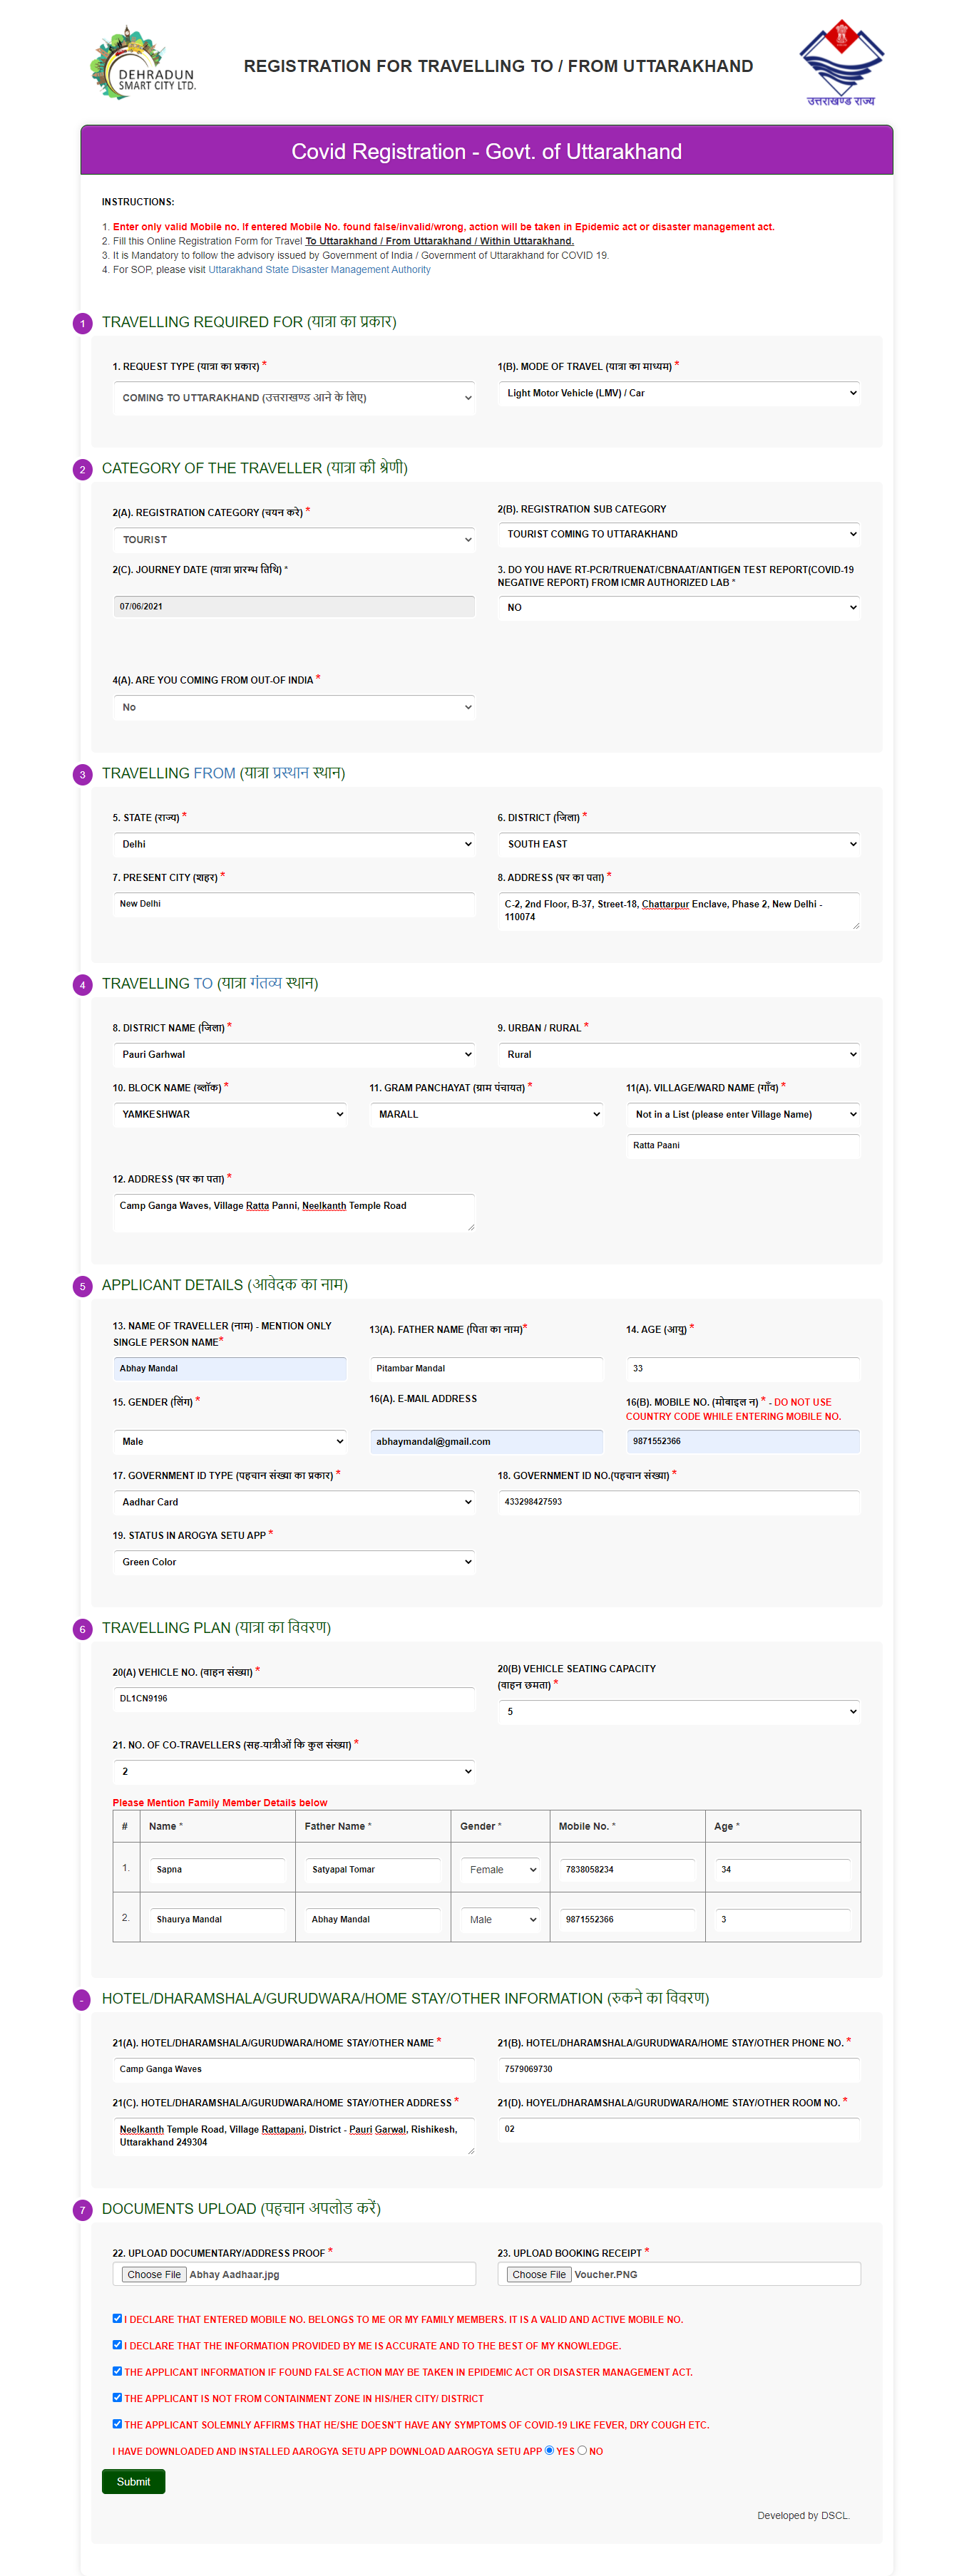 DEHRADUN
SMART CITY LTD.
REGISTRATION FOR TRAVELLING TO / FROM UTTARAKHAND
उत्तराखण्ड राज्य
Covid Registration - Govt. of Uttarakhand
INSTRUCTIONS:
1. Enter only valid Mobile no. If entered Mobile No. found false/invalid/wrong, action will be taken in Epidemic act or disaster management act.
2. Fill this Online Registration Form for Travel To Uttarakhand / From Uttarakhand / Within Uttarakhand.
3. It is Mandatory to follow the advisory issued by Government of India / Government of Uttarakhand for COVID 19.
4. For SOP, please visit Uttarakhand State Disaster Management Authority
1 TRAVELLING REQUIRED FOR (यात्रा का प्रकार)
1. REQUEST TYPE (यात्रा का प्रकार) * 1(B). MODE OF TRAVEL (यात्रा का माध्यम) *
COMING TO UTTARAKHAND (उत्तराखण्ड आने के लिए) Light Motor Vehicle (LMV) / Car
2 CATEGORY OF THE TRAVELLER (यात्रा की श्रेणी)
2(A). REGISTRATION CATEGORY (चयन करे) * 2(B). REGISTRATION SUB CATEGORY
TOURIST TOURIST COMING TO UTTARAKHAND
2(C). JOURNEY DATE (यात्रा प्रारम्भ तिथि) * 3. DO YOU HAVE RT-PCR/TRUENAT/CBNAAT/ANTIGEN TEST REPORT(COVID-19
NEGATIVE REPORT) FROM ICMR AUTHORIZED LAB *
07/06/2021 NO
4(A). ARE YOU COMING FROM OUT-OF INDIA *
No
3 TRAVELLING FROM (यात्रा प्रस्थान स्थान)
5. STATE (राज्य) * 6. DISTRICT (जिला) *
Delhi SOUTH EAST
7. PRESENT CITY (शहर) * 8. ADDRESS (घर का पता) *
New Delhi C-2, 2nd Floor, B-37, Street-18, Chattarpur Enclave, Phase 2, New Delhi -
110074
4 TRAVELLING TO (यात्रा गंतव्य स्थान)
8. DISTRICT NAME (जिला) * 9. URBAN / RURAL *
Pauri Garhwal Rural
10. BLOCK NAME (ब्लॉक) * 11. GRAM PANCHAYAT (ग्राम पंचायत) * 11(A). VILLAGE/WARD NAME (गाँव) *
YAMKESHWAR MARALL Not in a List (please enter Village Name)
Ratta Paani
12. ADDRESS (घर का पता) *
Camp Ganga Waves, Village Ratta Panni, Neelkanth Temple Road
5 APPLICANT DETAILS (आवेदक का नाम)
13. NAME OF TRAVELLER (नाम) - MENTION ONLY
SINGLE PERSON NAME* 13(A). FATHER NAME (पिता का नाम)* 14. AGE (आयु) *
Abhay Mandal Pitambar Mandal 33
15. GENDER (लिंग) * 16(A). E-MAIL ADDRESS 16(B). MOBILE NO. (मोबाइल न) * - DO NOT USE
COUNTRY CODE WHILE ENTERING MOBILE NO.
Male abhaymandal@gmail.com 9871552366
17. GOVERNMENT ID TYPE (पहचान संख्या का प्रकार) * 18. GOVERNMENT ID NO.(पहचान संख्या) *
Aadhar Card 433298427593
19. STATUS IN AROGYA SETU APP *
Green Color
6 TRAVELLING PLAN (यात्रा का विवरण)
20(A) VEHICLE NO. (वाहन संख्या) * 20(B) VEHICLE SEATING CAPACITY
(वाहन छमता) *
DL1CN9196 5
21. NO. OF CO-TRAVELLERS (सह-यात्रीओं कि कुल संख्या) *
2
Please Mention Family Member Details below
# Name * Father Name * Gender * Mobile No. * Age *
1. Sapna Satyapal Tomar Female 7838058234 34
2. Shaurya Mandal Abhay Mandal Male 9871552366 3
- HOTEL/DHARAMSHALA/GURUDWARA/HOME STAY/OTHER INFORMATION (रुकने का विवरण)
21(A). HOTEL/DHARAMSHALA/GURUDWARA/HOME STAY/OTHER NAME * 21(B). HOTEL/DHARAMSHALA/GURUDWARA/HOME STAY/OTHER PHONE NO. *
Camp Ganga Waves 7579069730
21(C). HOTEL/DHARAMSHALA/GURUDWARA/HOME STAY/OTHER ADDRESS * 21(D). HOYEL/DHARAMSHALA/GURUDWARA/HOME STAY/OTHER ROOM NO. *
Neelkanth Temple Road, Village Rattapani, District - Pauri Garwal, Rishikesh, 02
Uttarakhand 249304
7 DOCUMENTS UPLOAD (पहचान अपलोड करें)
22. UPLOAD DOCUMENTARY/ADDRESS PROOF * 23. UPLOAD BOOKING RECEIPT *
Choose File Abhay Aadhaar.jpg Choose File Voucher.PNG
I DECLARE THAT ENTERED MOBILE NO. BELONGS TO ME OR MY FAMILY MEMBERS. IT IS A VALID AND ACTIVE MOBILE NO.
I DECLARE THAT THE INFORMATION PROVIDED BY ME IS ACCURATE AND TO THE BEST OF MY KNOWLEDGE.
THE APPLICANT INFORMATION IF FOUND FALSE ACTION MAY BE TAKEN IN EPIDEMIC ACT OR DISASTER MANAGEMENT ACT.
THE APPLICANT IS NOT FROM CONTAINMENT ZONE IN HIS/HER CITY/ DISTRICT
THE APPLICANT SOLEMNLY AFFIRMS THAT HE/SHE DOESN'T HAVE ANY SYMPTOMS OF COVID-19 LIKE FEVER, DRY COUGH ETC.
I HAVE DOWNLOADED AND INSTALLED AAROGYA SETU APP DOWNLOAD AAROGYA SETU APP YES NO
Submit
Developed by DSCL.